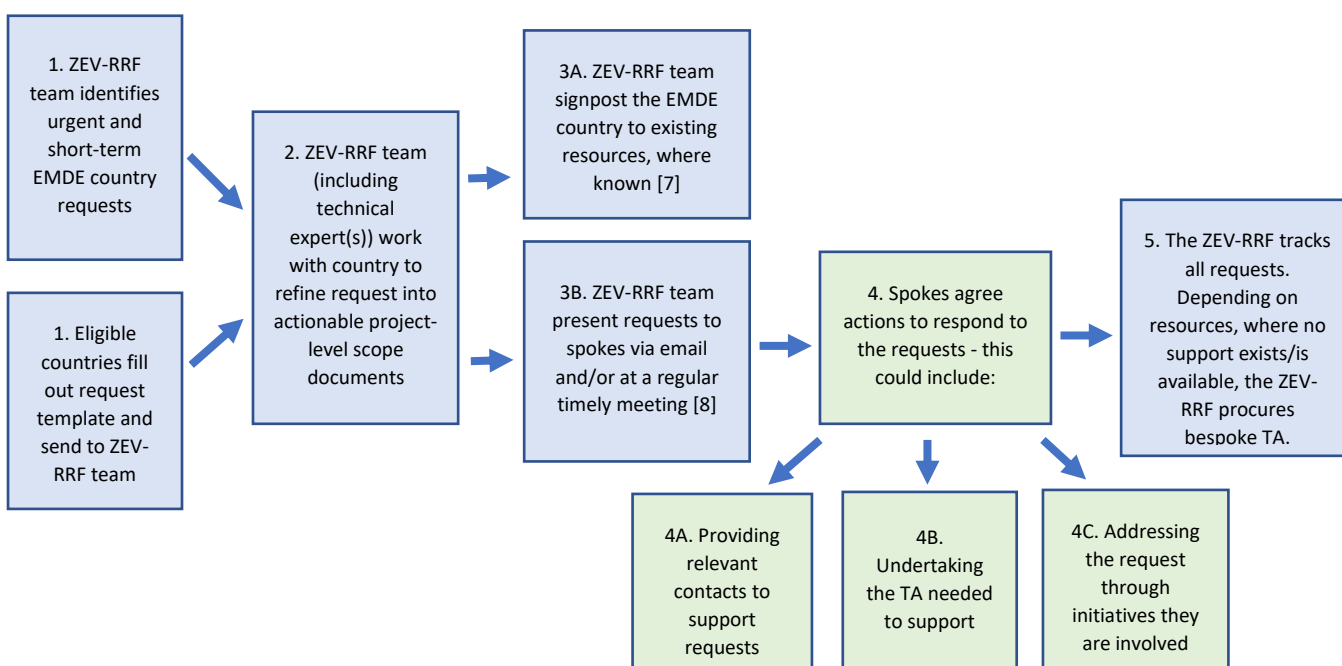 1. ZEV-RRF
team identifies
urgent and
short-term
EMDE country
requests
1. Eligible
countries fill
out request
template and
send to ZEV-
RRF team
2. ZEV-RRF team
(including
technical
expert(s)) work
with country to
refine request into
actionable project-
level scope
documents
3A. ZEV-RRF team
signpost the EMDE
country to existing
resources, where
known [7]
3B. ZEV-RRF team
present requests to
spokes via email
and/or at a regular
timely meeting [8]
4. Spokes agree
actions to respond to
the requests - this
could include:
4A. Providing
relevant
contacts to
support
requests
4B.
Undertaking
the TA needed
to support
4C. Addressing
the request
through
initiatives they
are involved
5. The ZEV-RRF tracks
all requests.
Depending on
resources, where no
support exists/is
available, the ZEV-
RRF procures
bespoke TA.